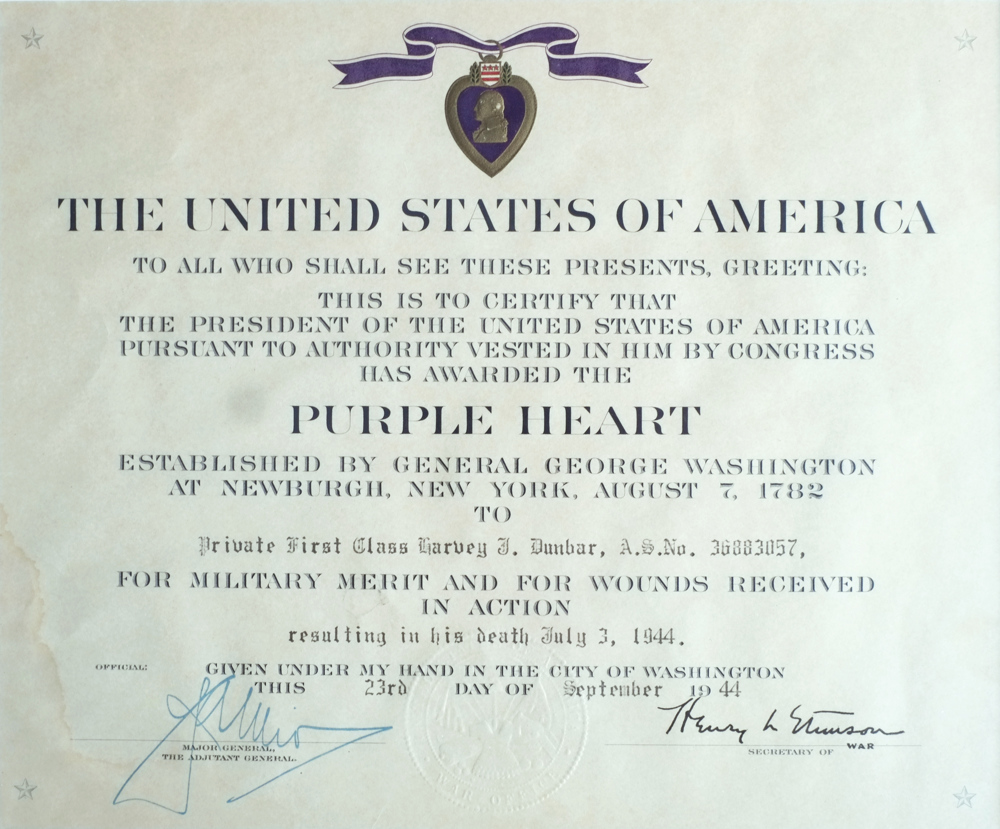 THE UNITED STATES OF AMERICA
TO ALL WHO SHALL SEE THESE PRESENTS, GREETING:
THIS IS TO CERTIFY THAT
THE PRESIDENT OF THE UNITED STATES OF AMERICA
PURSUANT TO AUTHORITY VESTED IN HIM BY CONGRESS
HAS AWARDED THE
PURPLE HEART
ESTABLISHED BY GENERAL GEORGE WASHINGTON
AT NEWBURGH, NEW YORK, AUGUST 7, 1782
TO
Private First Class Harvey J. Dunbar, A.S.No. 36883057,
FOR MILITARY MERIT AND FOR WOUNDS RECEIVED
IN ACTION
resulting in his death July 3, 1944.
OFFICIAL: GIVEN UNDER MY HAND IN THE CITY OF WASHINGTON
THIS 23rd DAY OF September 1944
Henry L Stimson
MAJOR GENERAL,
THE ADJUTANT GENERAL.
SECRETARY OF WAR